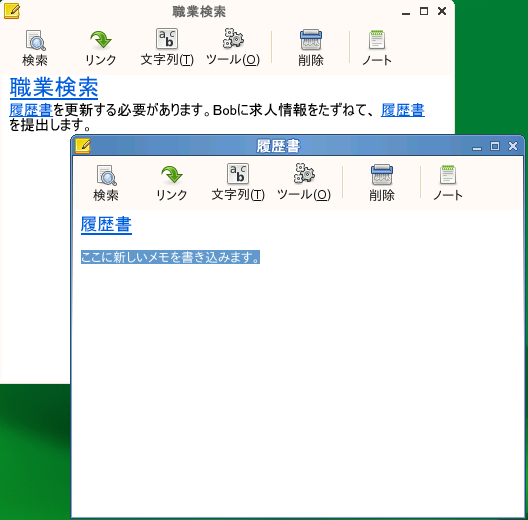 職業検索
検索 リンク 文字列(T) ツール(O) 削除 ノート
職業検索
履歴書を更新する必要があります。Bobに求人情報をたずねて、履歴書
を提出します。
履歴書
検索 リンク 文字列(T) ツール(O) 削除 ノート
履歴書
ここに新しいメモを書き込みます。